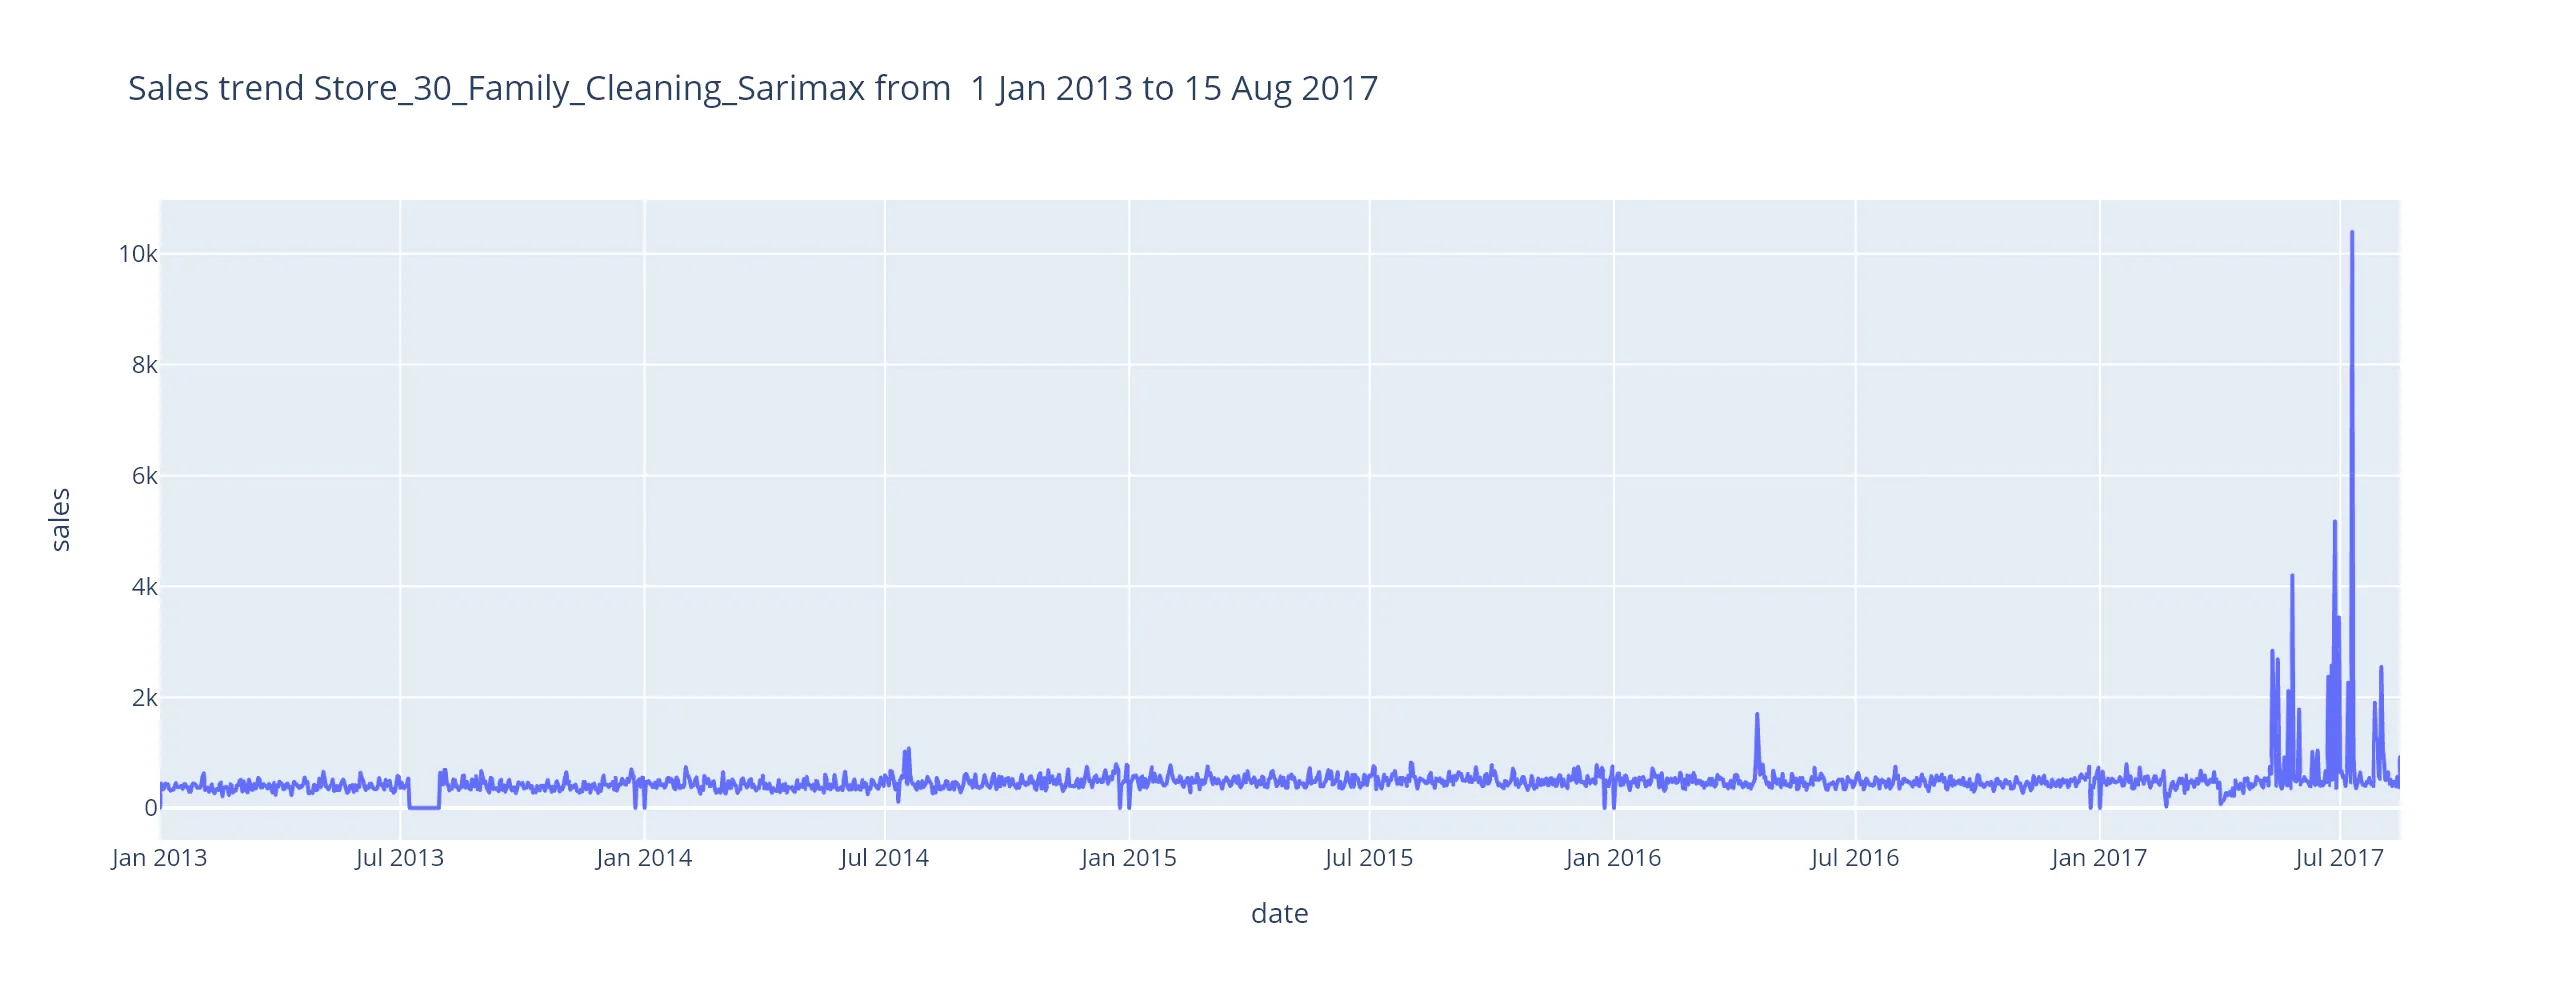 Sales trend Store_30_Family_Cleaning_Sarimax from  1 Jan 2013 to 15 Aug 2017
10k
8k
6k
4k
2k
0
sales
Jan 2013 Jul 2013 Jan 2014 Jul 2014 Jan 2015 Jul 2015 Jan 2016 Jul 2016 Jan 2017 Jul 2017
date